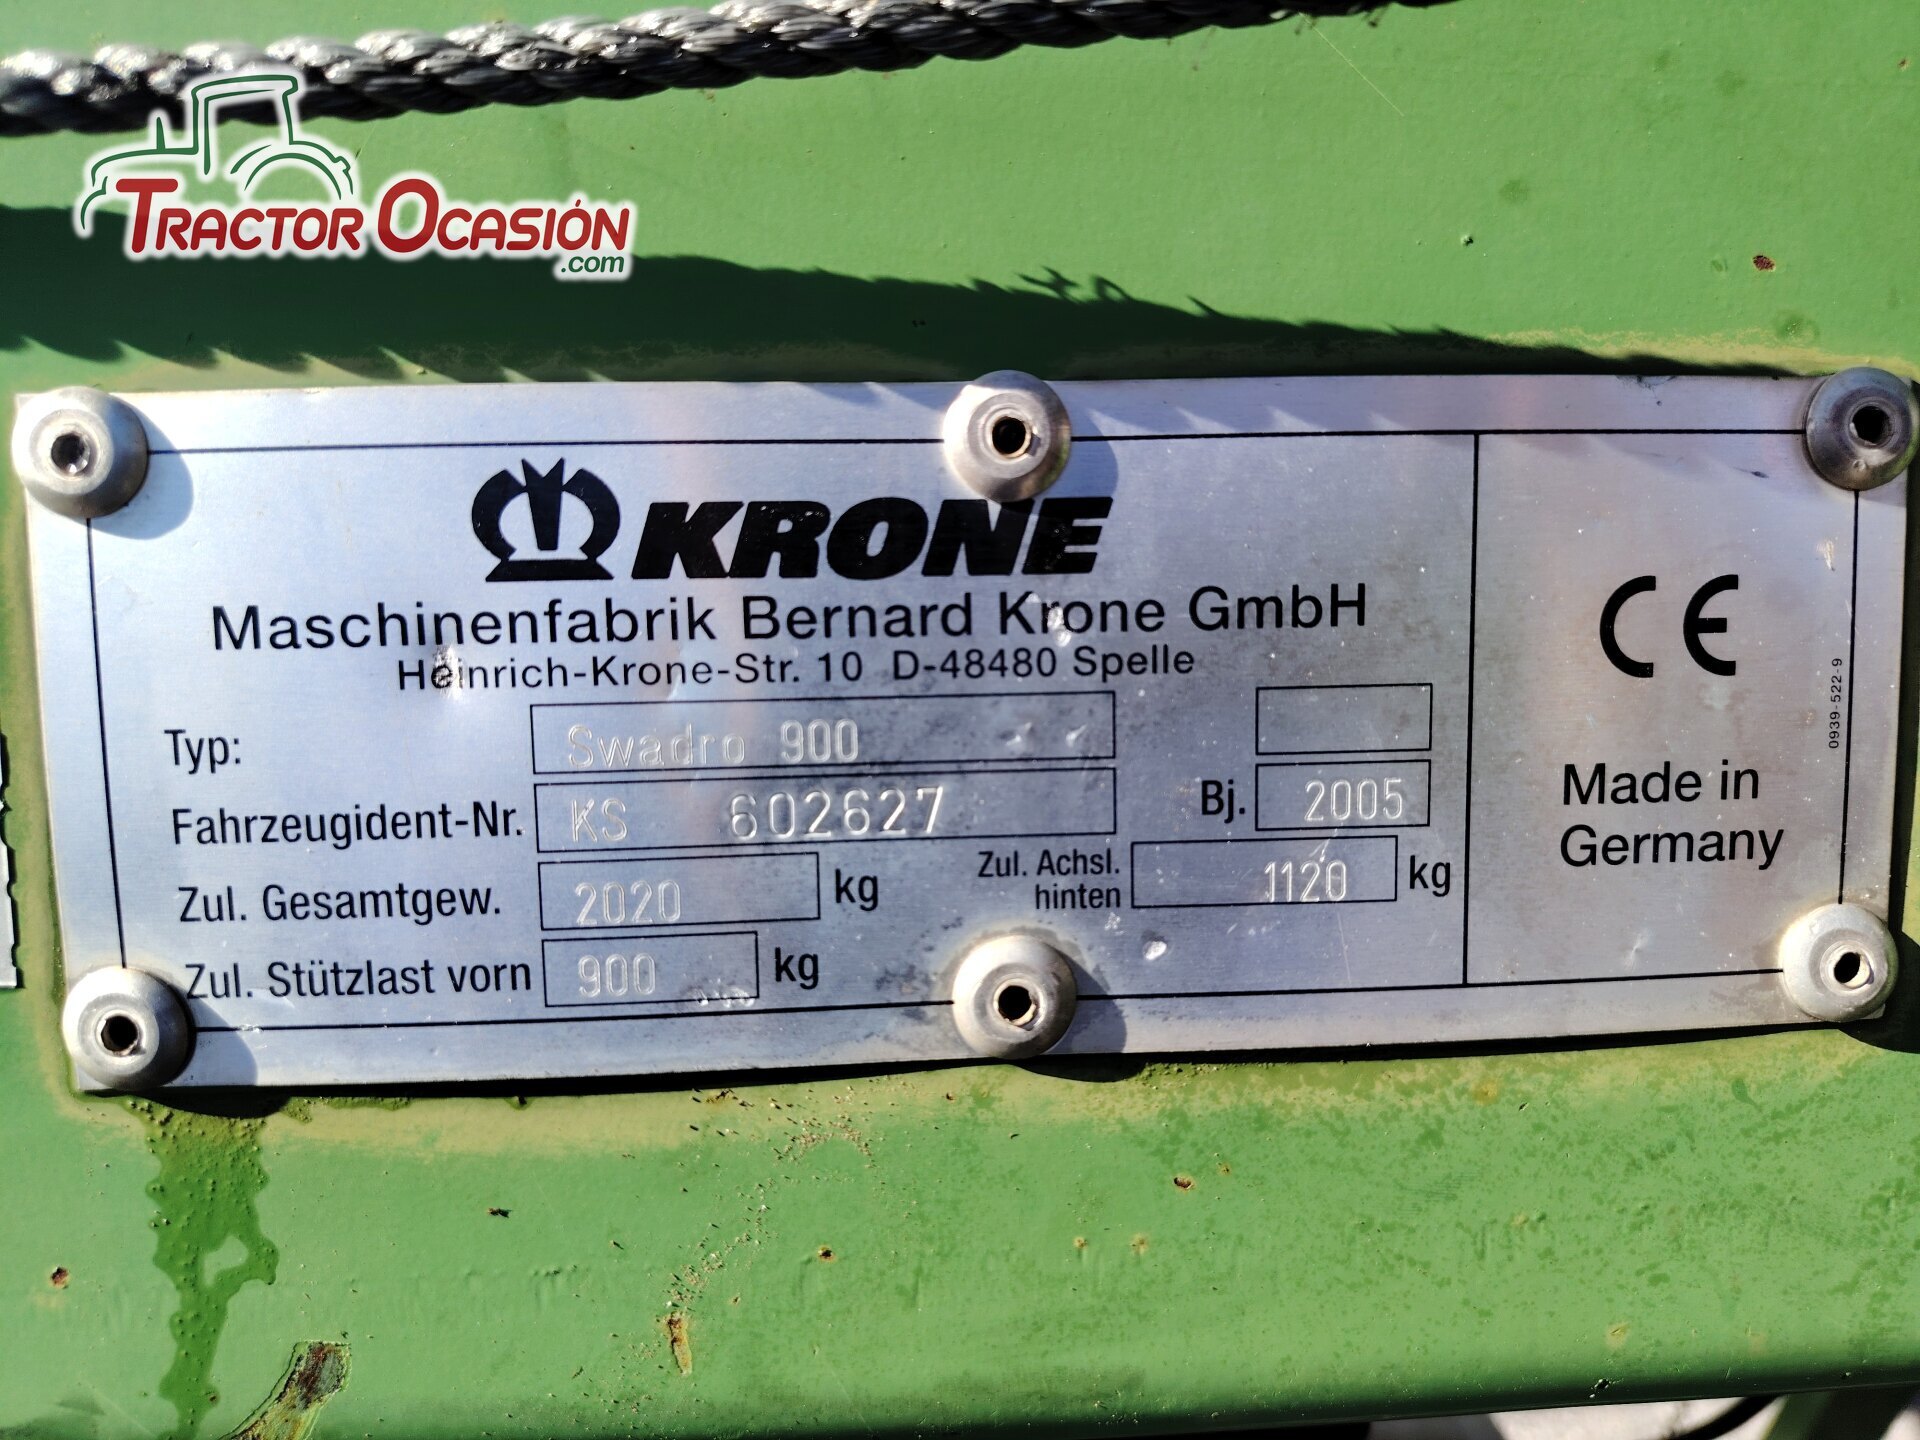 TRACTOR OCASIÓN
.com
KRONE
Maschinenfabrik Bernard Krone GmbH
Heinrich-Krone-Str. 10 D-48480 Spelle
Typ: Swadro 900
Fahrzeugident-Nr. KS 602627 Bj. 2005
Zul. Gesamtgew. 2020 kg Zul. Achsl. hinten 1120 kg
Zul. Stützlast vorn 900 kg
CE
Made in
Germany
0939-522-9